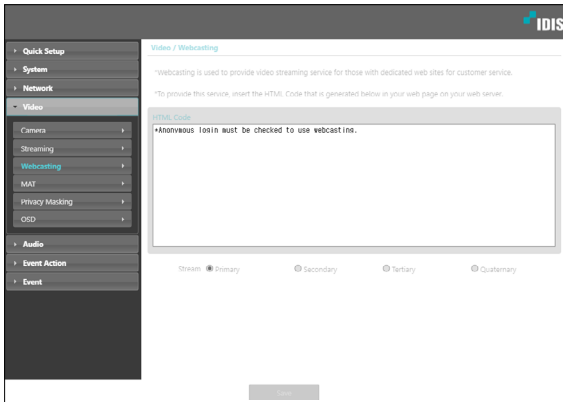 IDIS
Quick Setup
System
Network
Video
Camera
Streaming
Webcasting
MAT
Privacy Masking
OSD
Audio
Event Action
Event
Video / Webcasting
*Webcasting is used to provide video streaming service for those with dedicated web sites for customer service.
*To provide this service, insert the HTML Code that is generated below in your web page on your web server.
HTML Code
*Anonymous login must be checked to use webcasting.
Stream Primary Secondary Tertiary Quaternary
Save